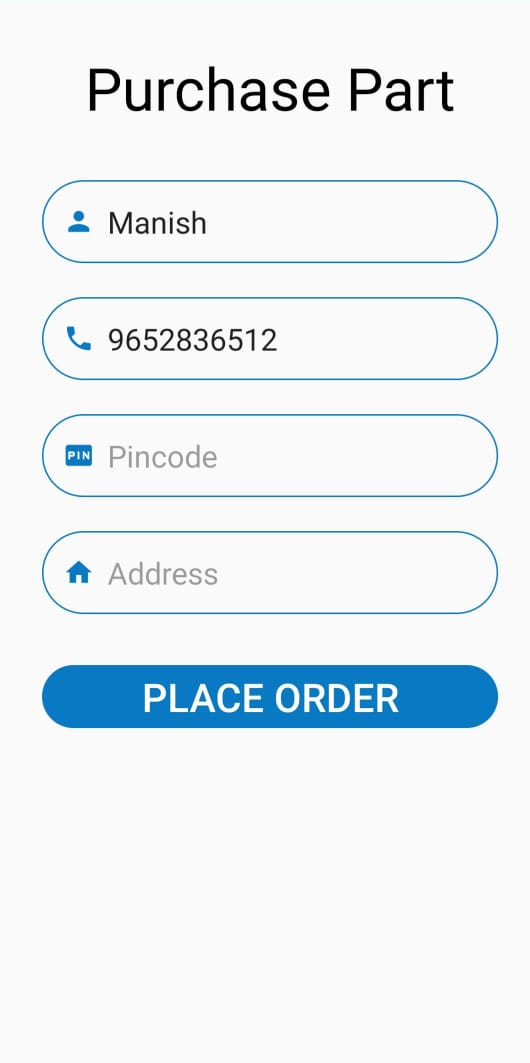 Purchase Part
Manish
9652836512
PIN Pincode
Address
PLACE ORDER